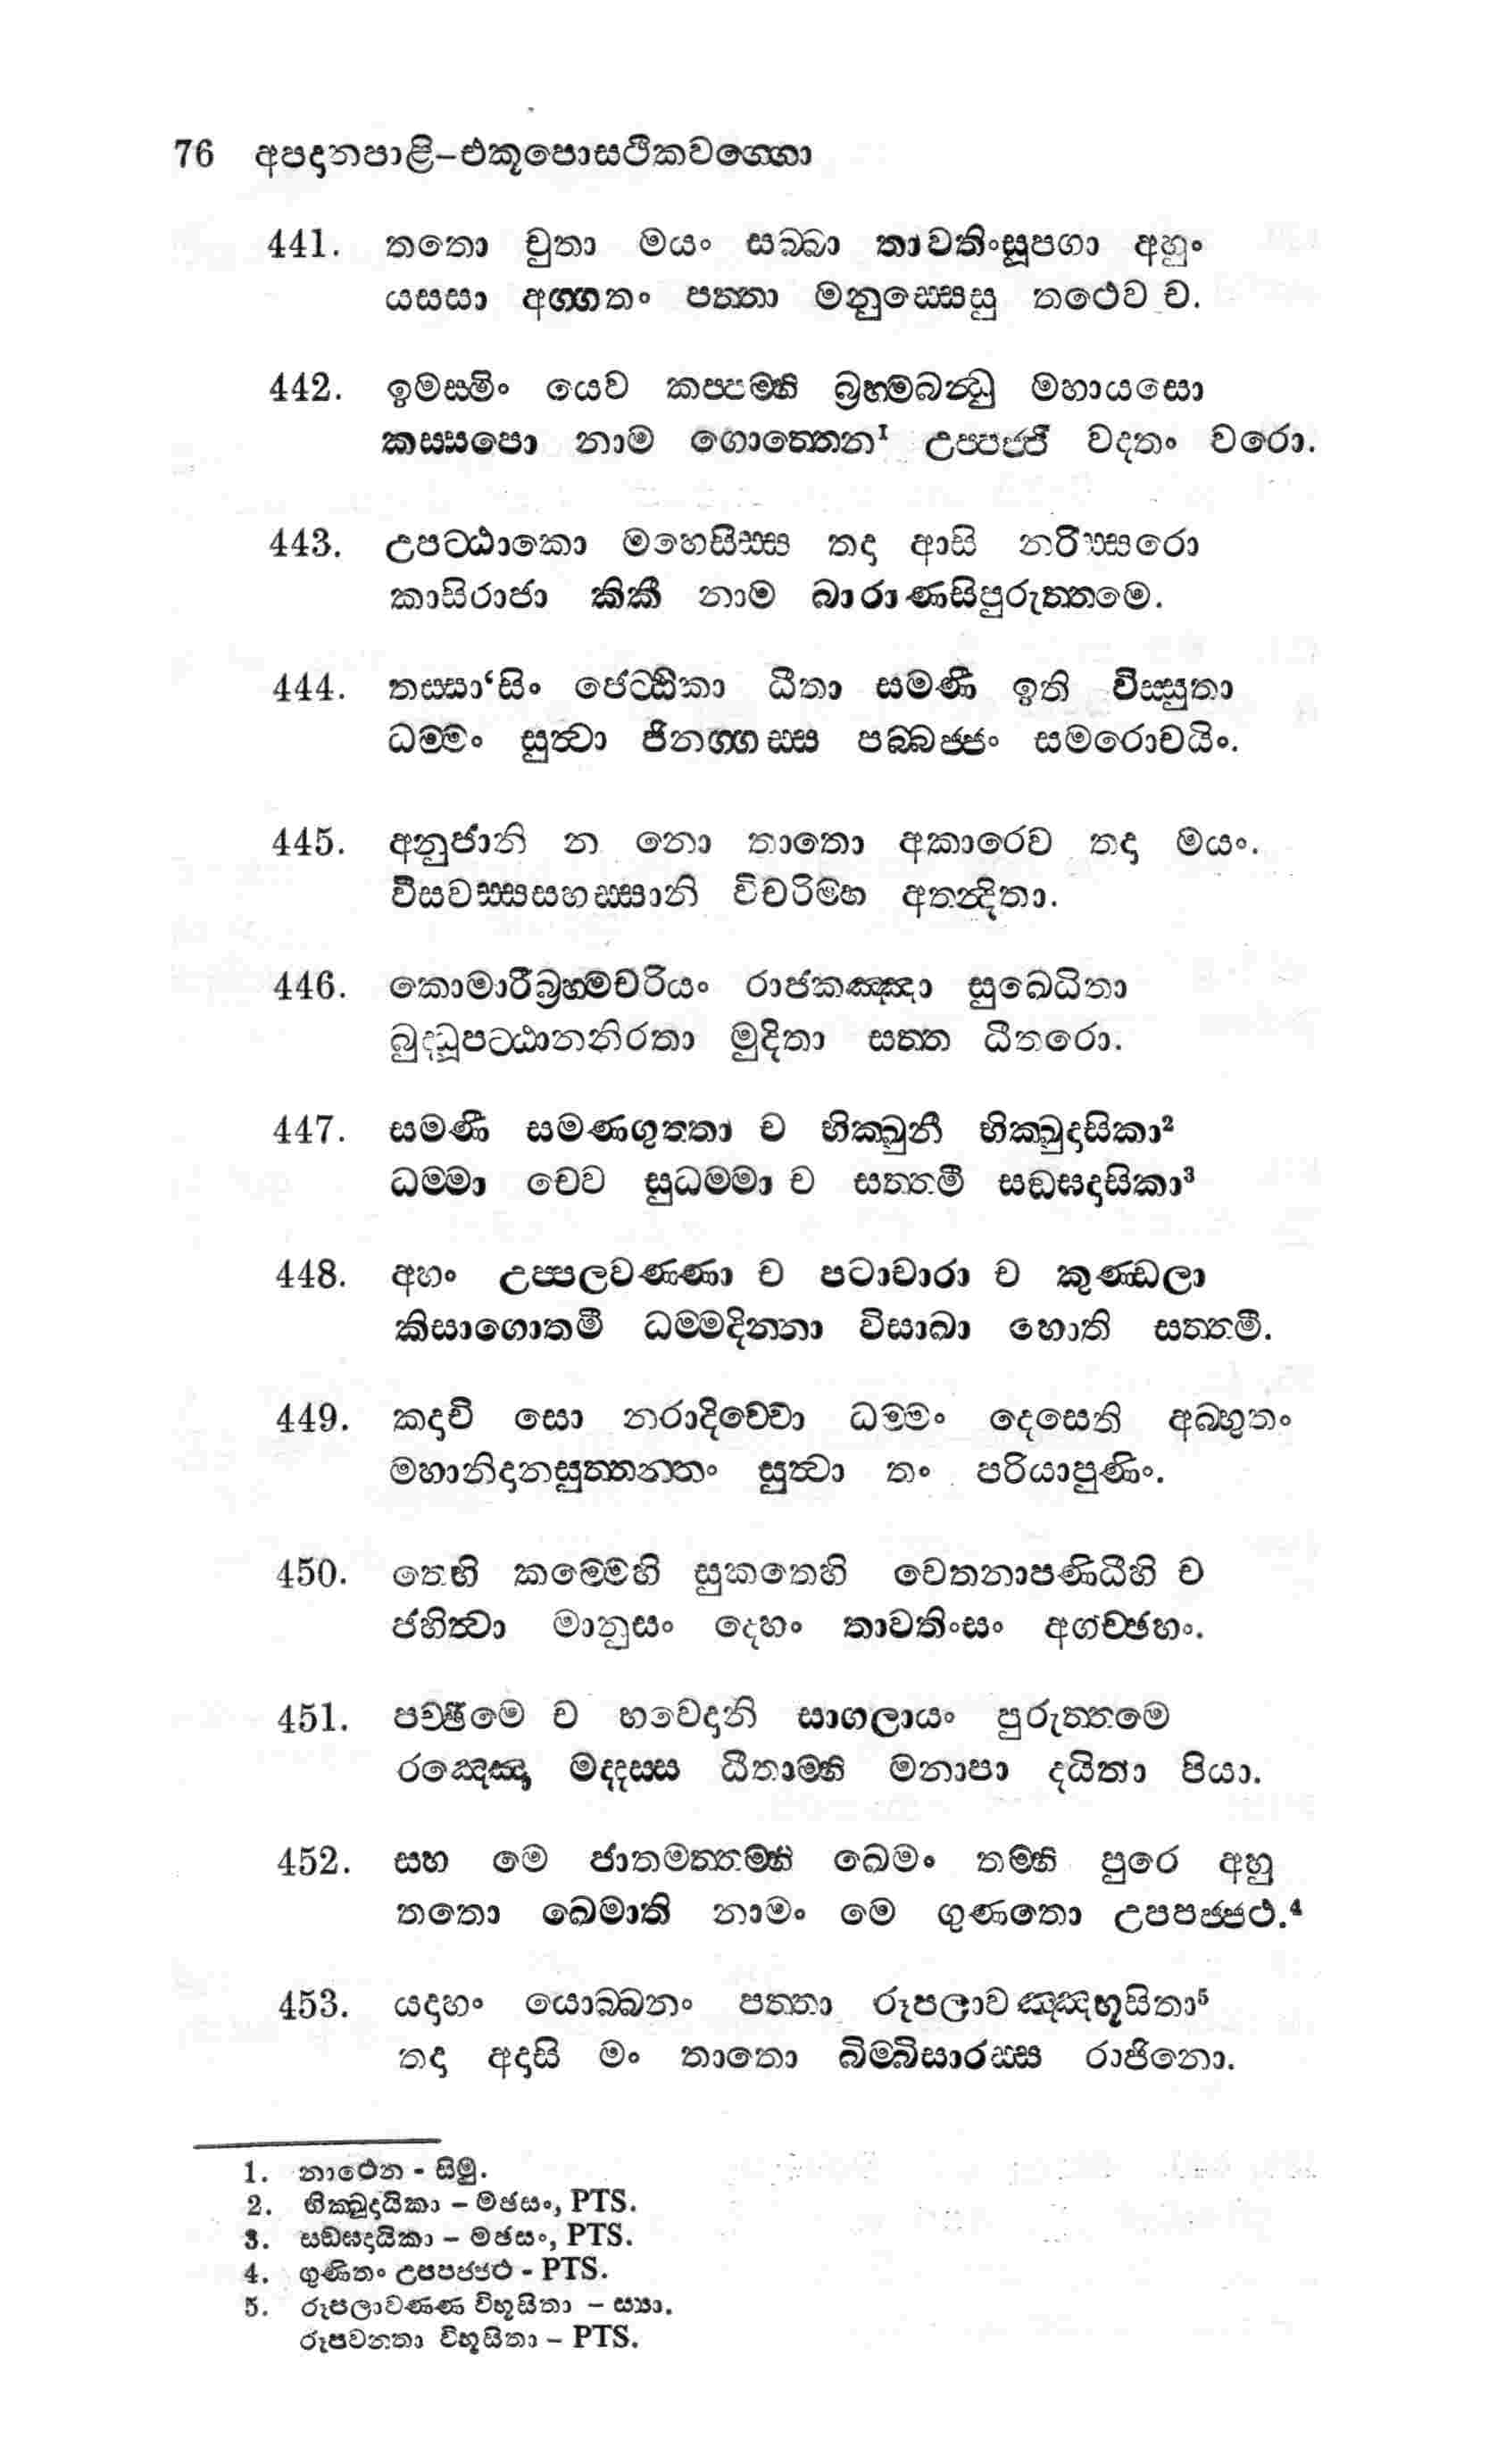 76 අපදානපාළි–එකූපොසථිකවග්ගො
441. තතො චුතා මයං සබ්බා තාවතිංසූපගා අහුං
යසසා අග්ගතං පත්තා මනුස්සෙසු තථෙව ච.
442. ඉමස්මිං යෙව කප්පම්හි බ්‍රහ්මබන්ධු මහායසො
කස්සපො නාම ගොත්තෙන¹ උප්පජ්ජි වදතං වරො.
443. උපට්ඨාකො මහෙසිස්ස තදා ආසි නරිස්සරො
කාසිරාජා කිකී නාම බාරාණසිපුරුත්තමෙ.
444. තස්සා‘සිං ජෙට්ඨිකා ධීතා සමණී ඉති විස්සුතා
ධම්මං සුත්වා ජිනග්ගස්ස පබ්බජ්ජං සමරොචයිං.
445. අනුජානි න නො තාතො අකාරෙව තදා මයං.
වීසවස්සසහස්සානි විචරිම්හ අතන්දිතා.
446. කොමාරීබ්‍රහ්මචරියං රාජකඤ්ඤා සුඛෙධිතා
බුද්ධූපට්ඨානනිරතා මුදිතා සත්ත ධීතරො.
447. සමණී සමණගුත්තා ච භික්ඛුනී භික්ඛුදාසිකා²
ධම්මා චෙව සුධම්මා ච සත්තමී සඞ්ඝදාසිකා³
448. අහං උප්පලවණ්ණා ච පටාචාරා ච කුණ්ඩලා
කිසාගොතමී ධම්මදින්නා විසාඛා හොති සත්තමී.
449. කදාචි සො නරාදිච්චො ධම්මං දෙසෙති අබ්භුතං
මහානිදානසුත්තන්තං සුත්වා තං පරියාපුණිං.
450. තෙහි කම්මෙහි සුකතෙහි චෙතනාපණිධීහි ච
ජහිත්වා මානුසං දෙහං තාවතිංසං අගච්ඡහං.
451. පච්ඡිමෙ ච භවෙදානි සාගලායං පුරුත්තමෙ
රඤ්ඤෙ මද්දස්ස ධීතාම්හි මනාපා දයිතා පියා.
452. සහ මෙ ජාතමත්තම්හි ඛෙමං තම්හි පුරෙ අහු
තතො ඛෙමාති නාමං මෙ ගුණතො උපපජ්ජථ.⁴
453. යදාහං යොබ්බනං පත්තා රූපලාවඤ්ඤභූසිතා⁵
තදා අදාසි මං තාතො බිම්බිසාරස්ස රාජිනො.
1. නාථෙන - සිමු.
2. භික්ඛූදායිකා – මඡසං, PTS.
3. සඞ්ඝදායිකා – මඡසං, PTS.
4. ගුණිතං උපපජ්ජථ - PTS.
5. රූපලාවණ්ණ විභූසිතා – ස්‍යා.
රූපවනතා විභූසිතා – PTS.